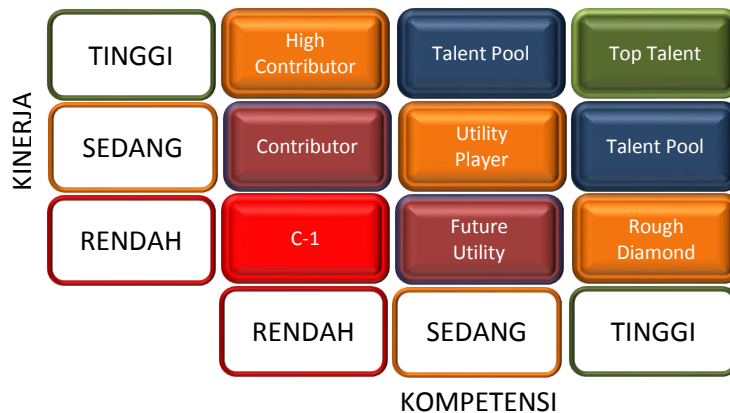 KINERJA
TINGGI
High
Contributor
Talent Pool
Top Talent
SEDANG
Contributor
Utility
Player
Talent Pool
RENDAH
C-1
Future
Utility
Rough
Diamond
RENDAH
SEDANG
TINGGI
KOMPETENSI